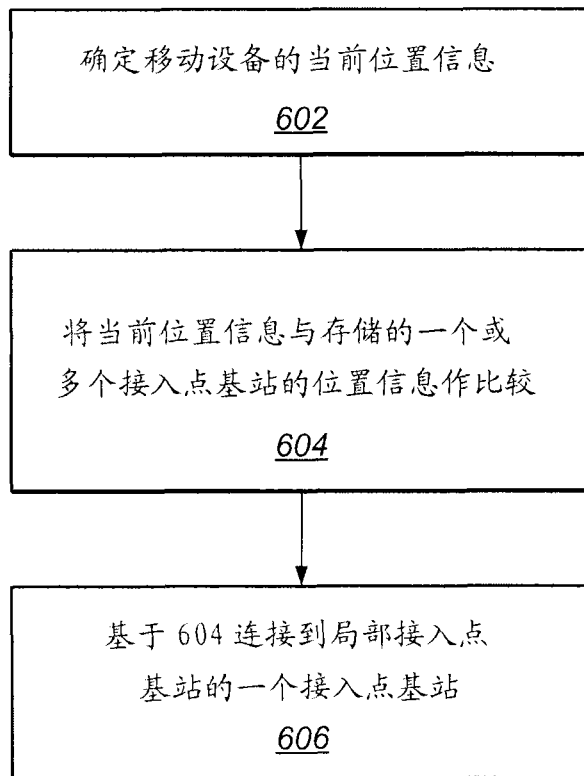 确定移动设备的当前位置信息
602
将当前位置信息与存储的一个或
多个接入点基站的位置信息作比较
604
基于 604 连接到局部接入点
基站的一个接入点基站
606